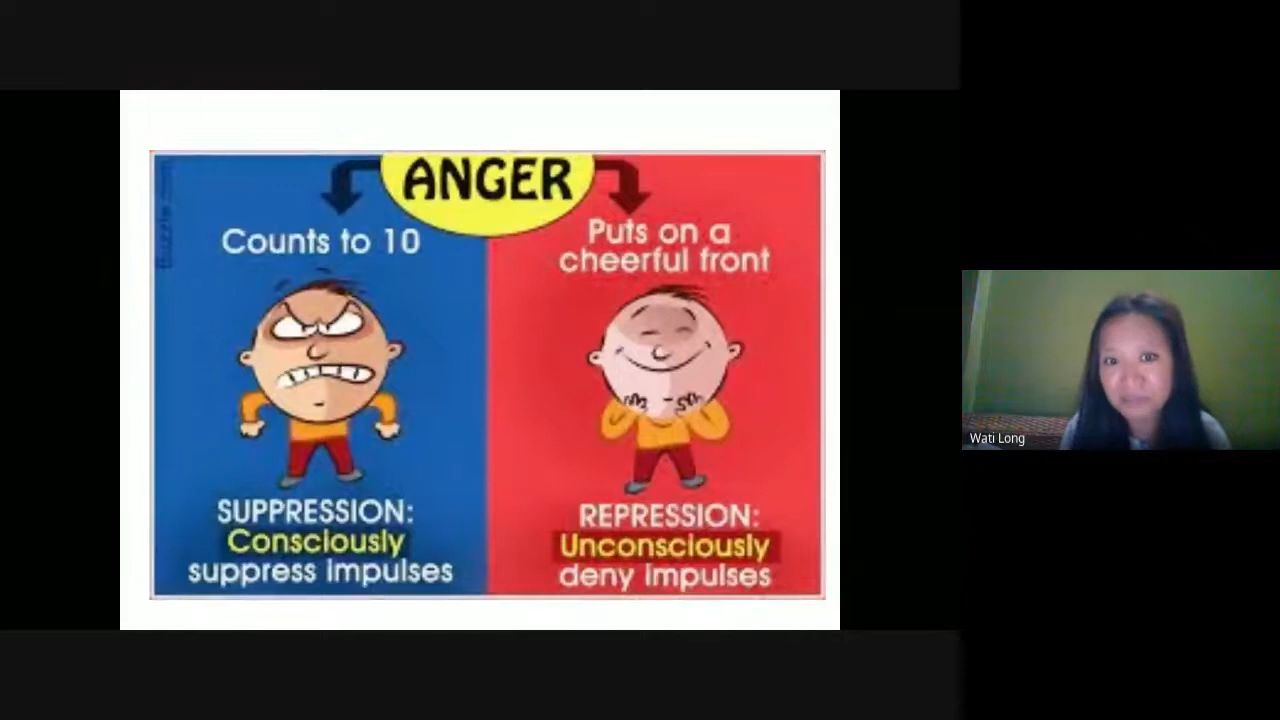 ANGER
Counts to 10
Puts on a
cheerful front
SUPPRESSION:
Consciously
suppress impulses
REPRESSION:
Unconsciously
deny impulses
Wati Long